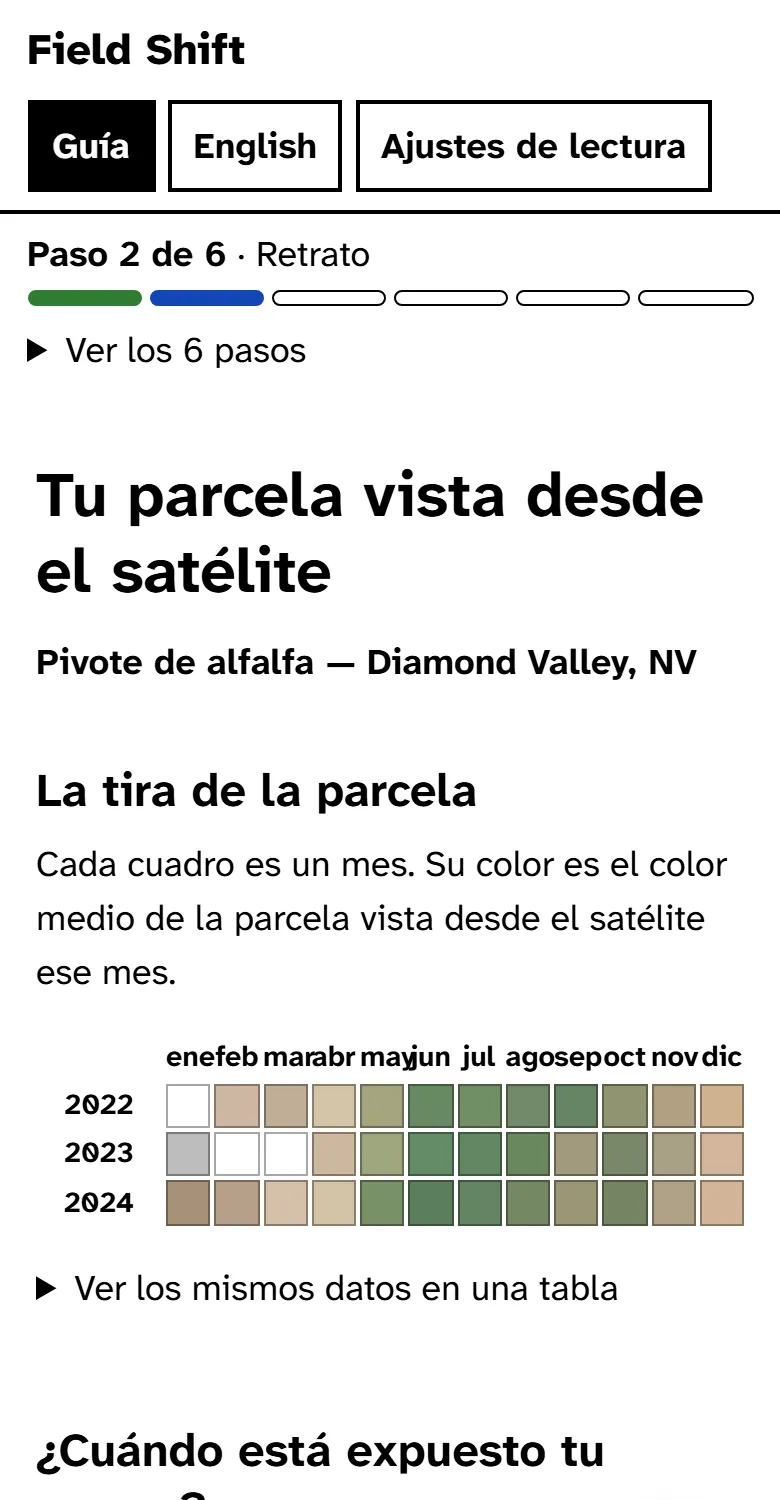 Field Shift
Guía English Ajustes de lectura
Paso 2 de 6 · Retrato
Ver los 6 pasos
Tu parcela vista desde
el satélite
Pivote de alfalfa — Diamond Valley, NV
La tira de la parcela
Cada cuadro es un mes. Su color es el color
medio de la parcela vista desde el satélite
ese mes.
ene feb mar abr may jun jul ago sep oct nov dic
2022
2023
2024
Ver los mismos datos en una tabla
¿Cuándo está expuesto tu